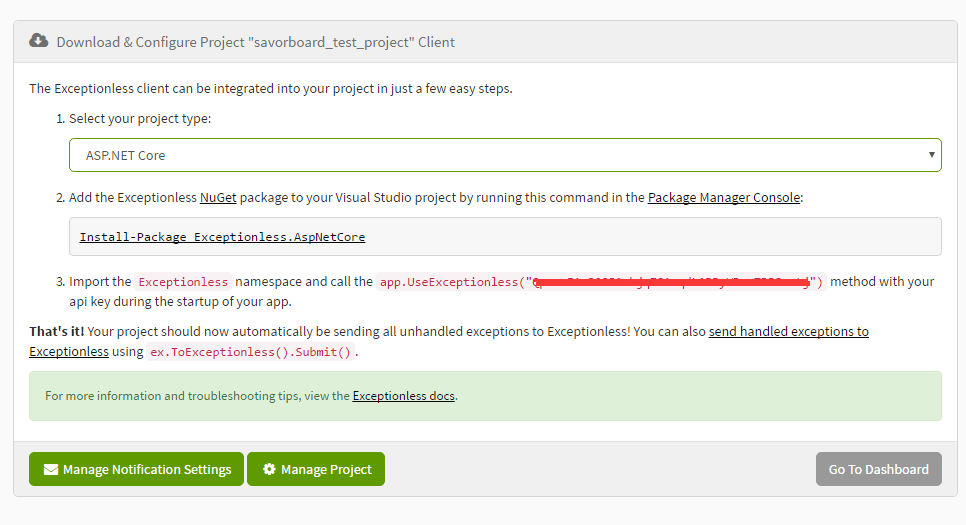 Download & Configure Project "savorboard_test_project" Client
The Exceptionless client can be integrated into your project in just a few easy steps.
1. Select your project type:
ASP.NET Core
2. Add the Exceptionless NuGet package to your Visual Studio project by running this command in the Package Manager Console:
Install-Package Exceptionless.AspNetCore
3. Import the Exceptionless namespace and call the app.UseExceptionless(" ") method with your
api key during the startup of your app.
That's it! Your project should now automatically be sending all unhandled exceptions to Exceptionless! You can also send handled exceptions to
Exceptionless using ex.ToExceptionless().Submit().
For more information and troubleshooting tips, view the Exceptionless docs.
Manage Notification Settings Manage Project Go To Dashboard